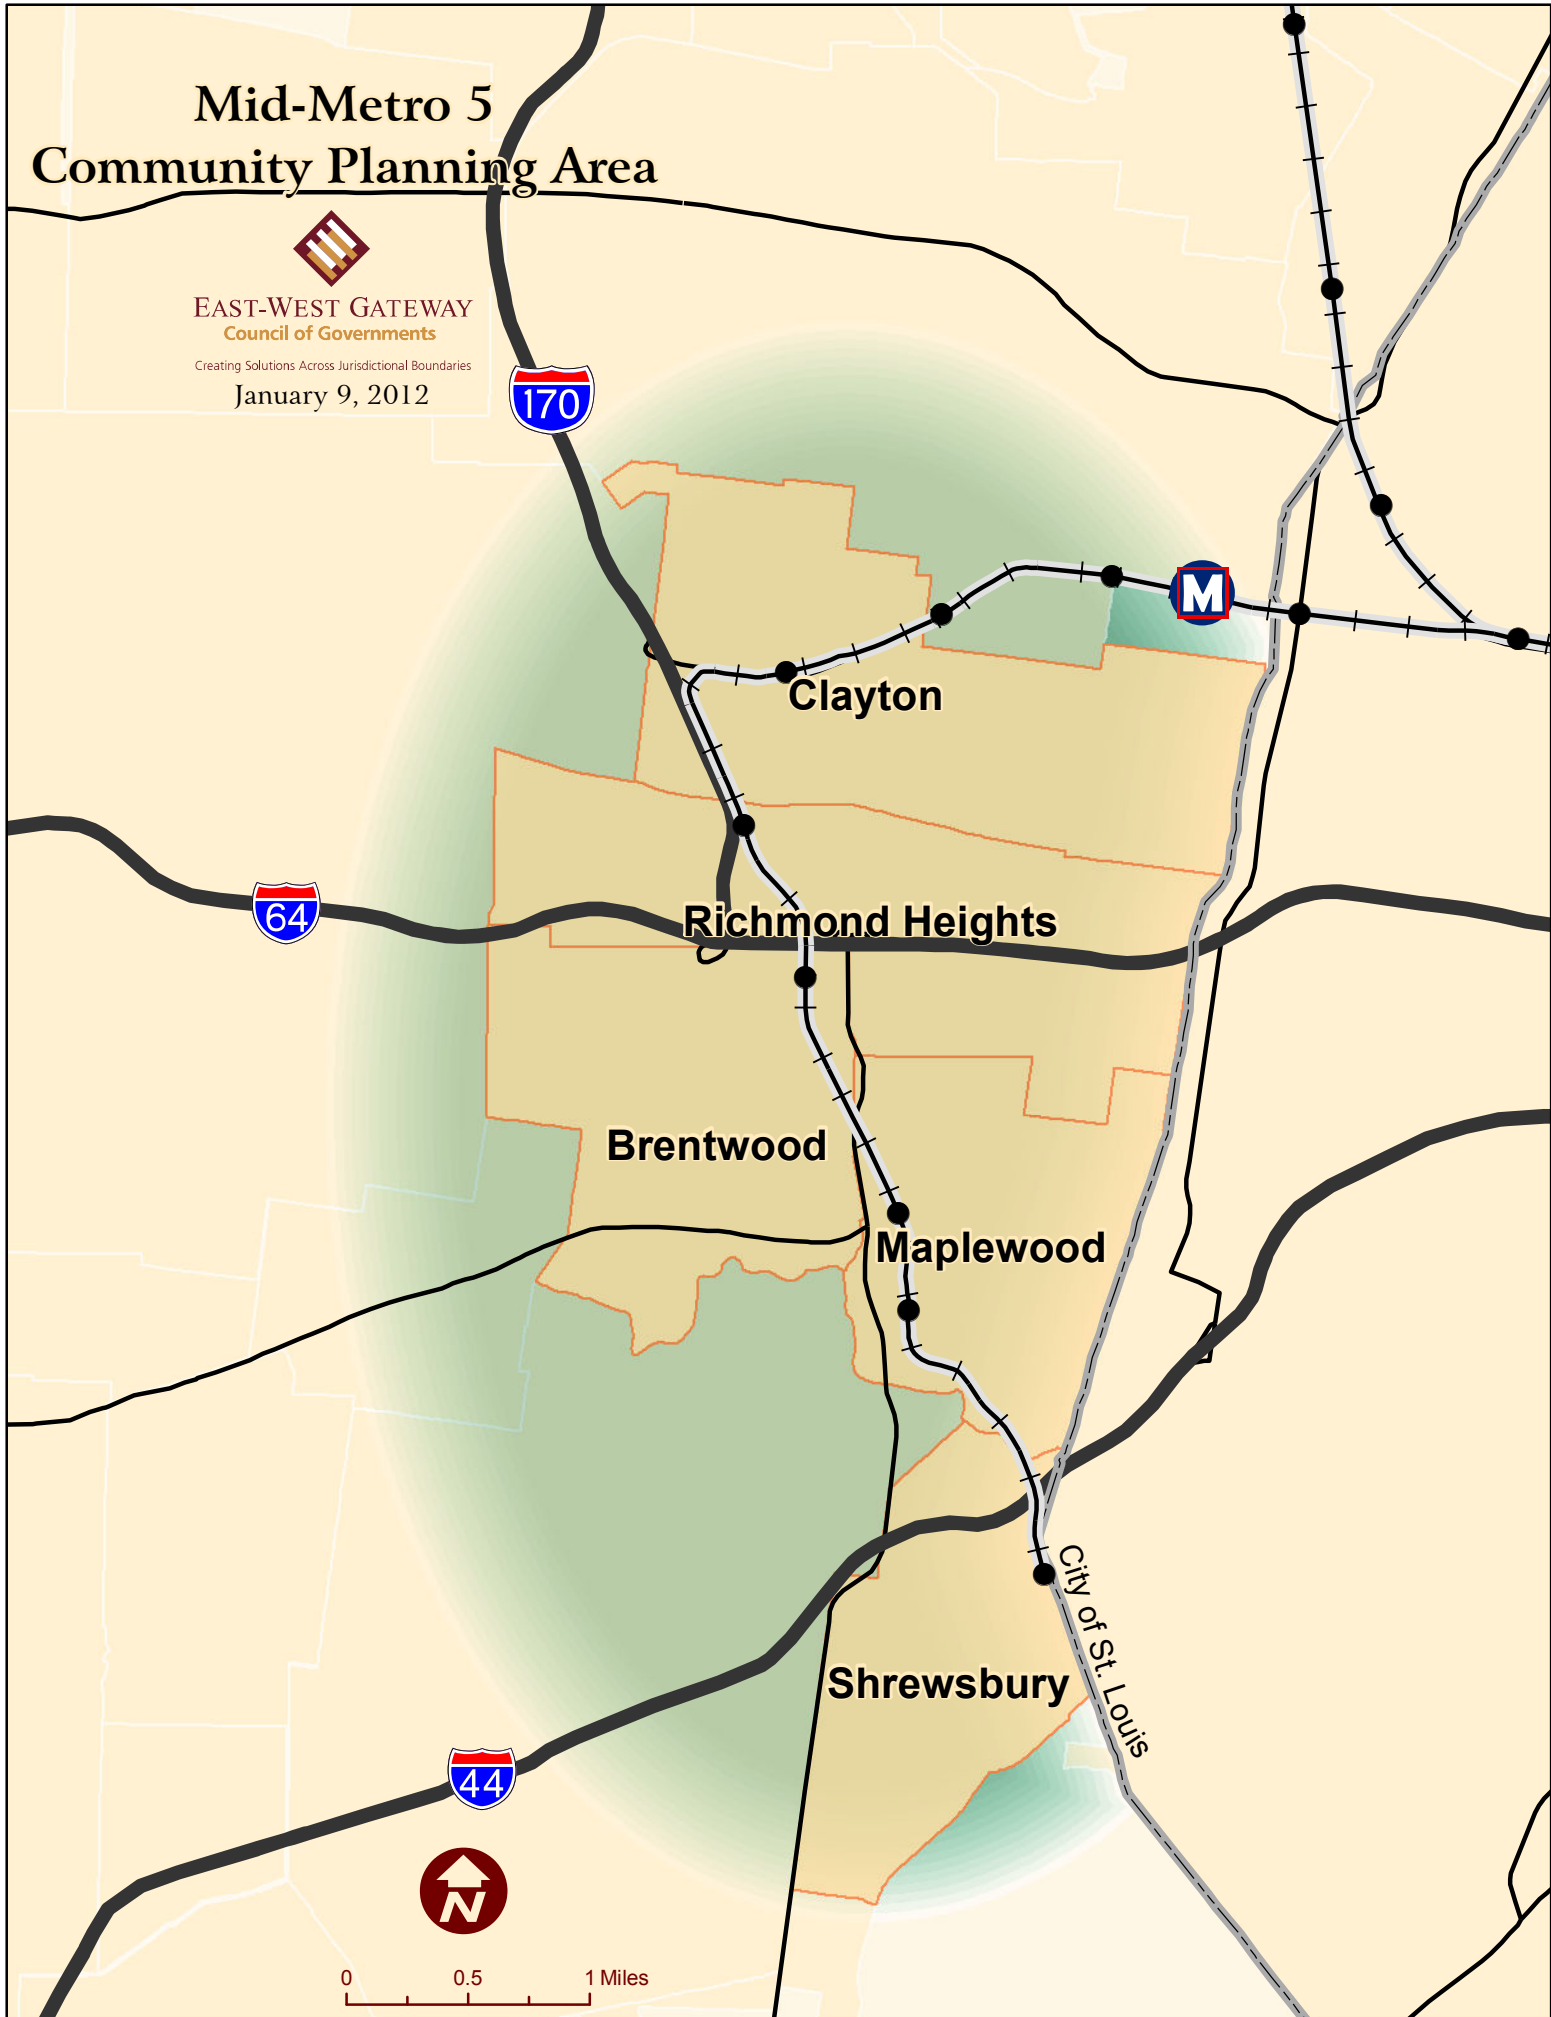 Mid-Metro 5
Community Planning Area
EAST-WEST GATEWAY
Council of Governments
Creating Solutions Across Jurisdictional Boundaries
January 9, 2012
170
M
Clayton
64
Richmond Heights
Brentwood
Maplewood
City of St. Louis
Shrewsbury
44
N
0 0.5 1 Miles